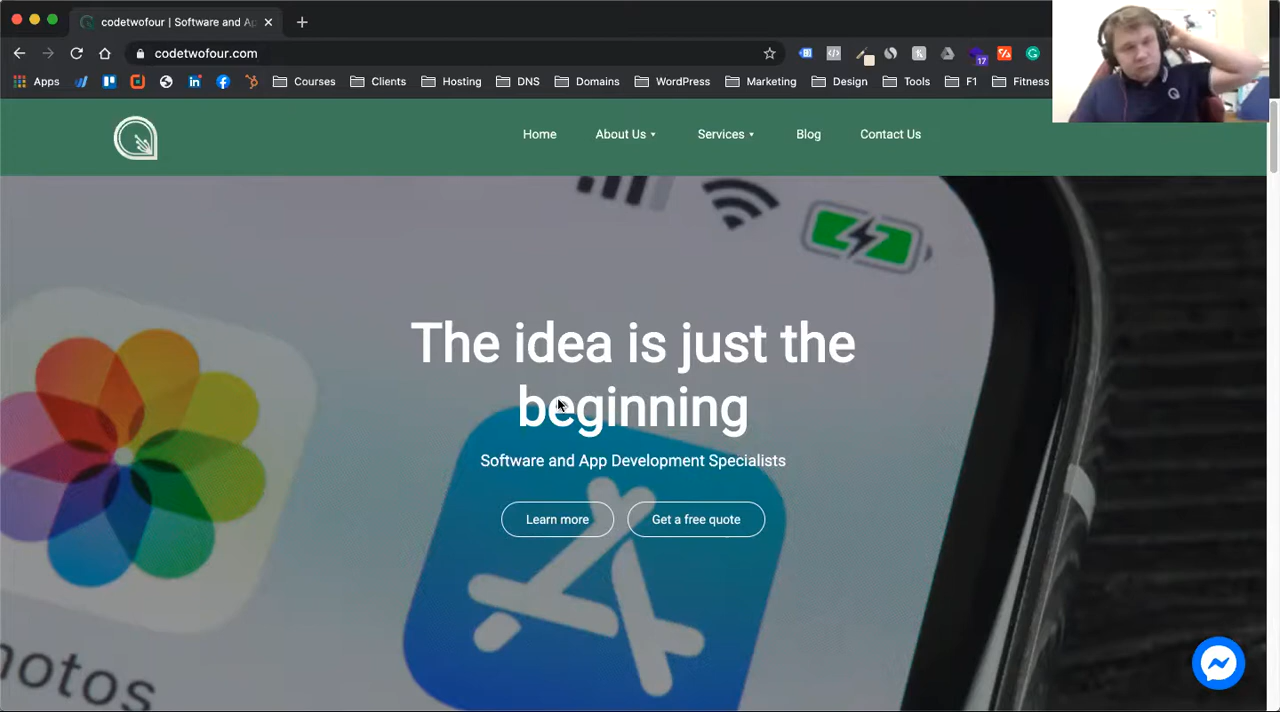 codetwofour | Software and Ap
codetwofour.com
Apps
Courses
Clients
Hosting
DNS
Domains
WordPress
Marketing
Design
Tools
F1
Fitness
17
Home
About Us
Services
Blog
Contact Us
The idea is just the
beginning
Software and App Development Specialists
Learn more
Get a free quote
hotos